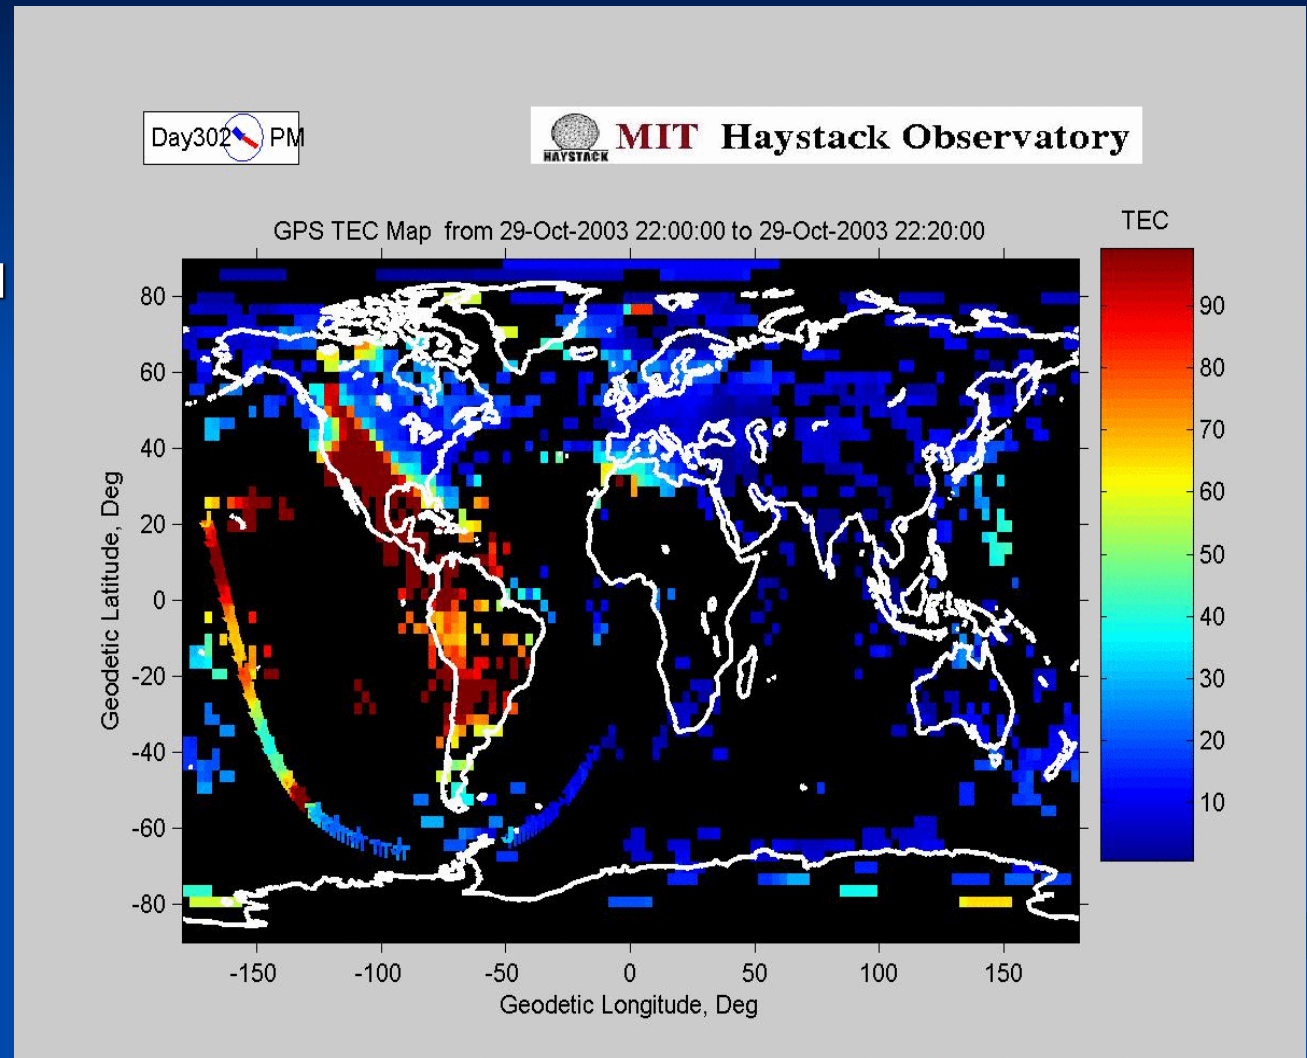 Day302 PM
HAYSTACK
MIT Haystack Observatory
GPS TEC Map from 29-Oct-2003 22:00:00 to 29-Oct-2003 22:20:00
TEC
90
80
70
60
50
40
30
20
10
80
60
40
20
0
-20
-40
-60
-80
Geodetic Latitude, Deg
-150 -100 -50 0 50 100 150
Geodetic Longitude, Deg